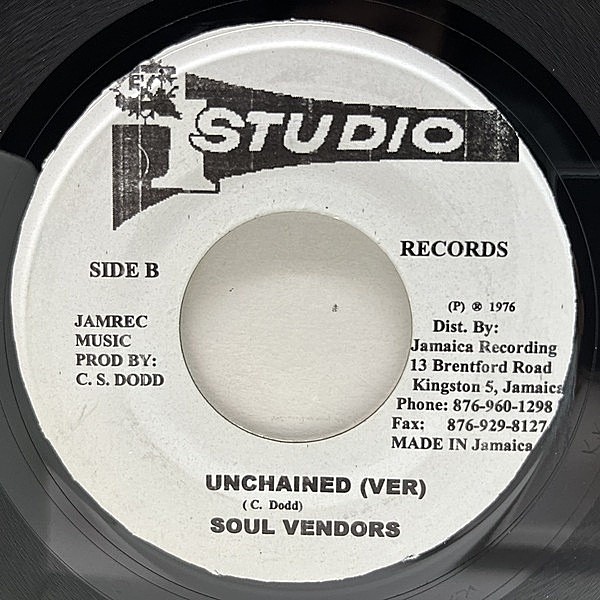 1 STUDIO
RECORDS
SIDE B
JAMREC
MUSIC
PROD BY:
C. S. DODD
(P) ® 1976
Dist. By:
Jamaica Recording
13 Brentford Road
Kingston 5, Jamaica
Phone: 876-960-1298
Fax: 876-929-8127
MADE IN Jamaica
UNCHAINED (VER)
( C. Dodd)
SOUL VENDORS